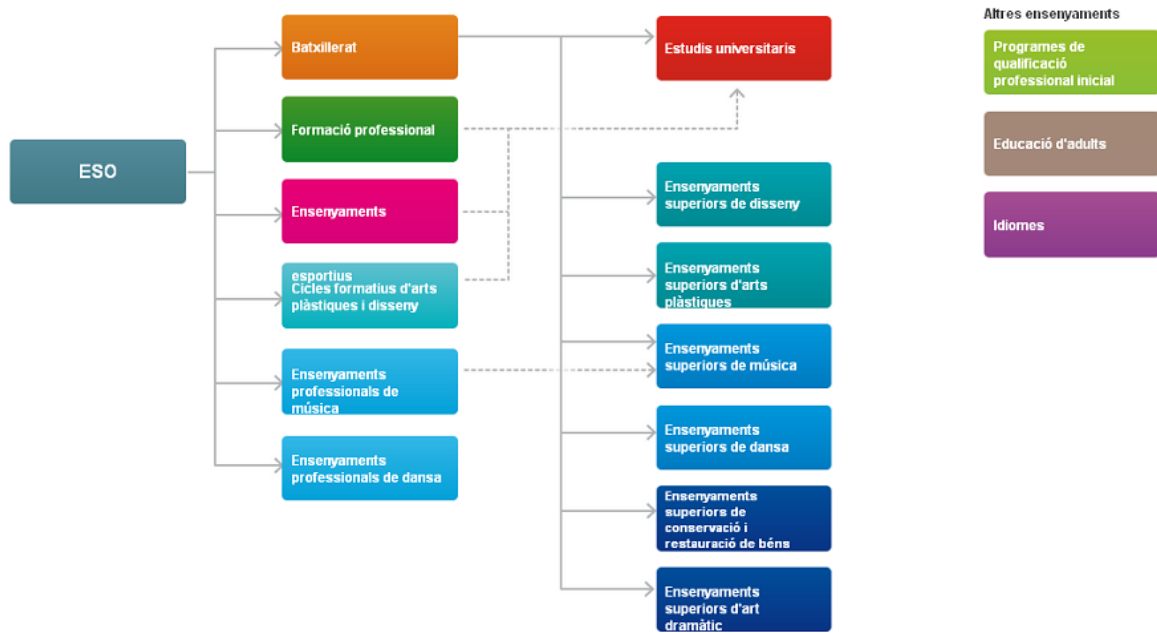 Altres ensenyaments
Batxillerat
Estudis universitaris
Programes de
qualificació
professional inicial
Formació professional
Educació d'adults
ESO
Ensenyaments
Ensenyaments
superiors de disseny
Idiomes
esportius
Cicles formatius d'arts
plàstiques i disseny
Ensenyaments
superiors d'arts
plàstiques
Ensenyaments
professionals de
música
Ensenyaments
superiors de música
Ensenyaments
professionals de dansa
Ensenyaments
superiors de dansa
Ensenyaments
superiors de
conservació i
restauració de béns
Ensenyaments
superiors d'art
dramàtic